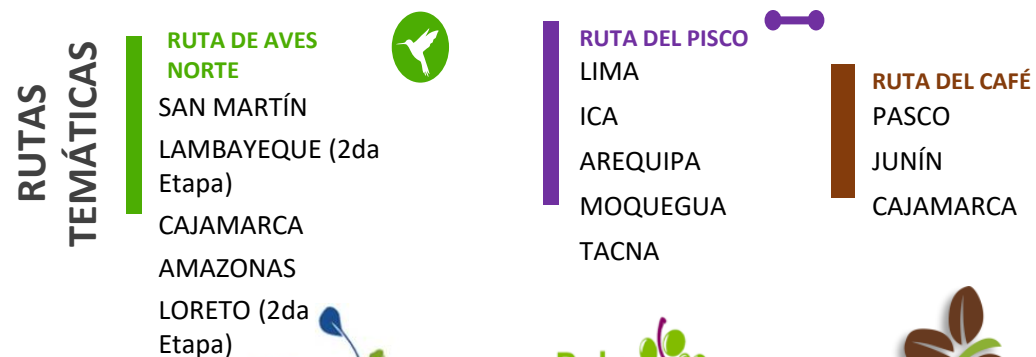 RUTAS
TEMÁTICAS
RUTA DE AVES
NORTE
SAN MARTÍN
LAMBAYEQUE (2da
Etapa)
CAJAMARCA
AMAZONAS
LORETO (2da
Etapa)
RUTA DEL PISCO
LIMA
ICA
AREQUIPA
MOQUEGUA
TACNA
RUTA DEL CAFÉ
PASCO
JUNÍN
CAJAMARCA